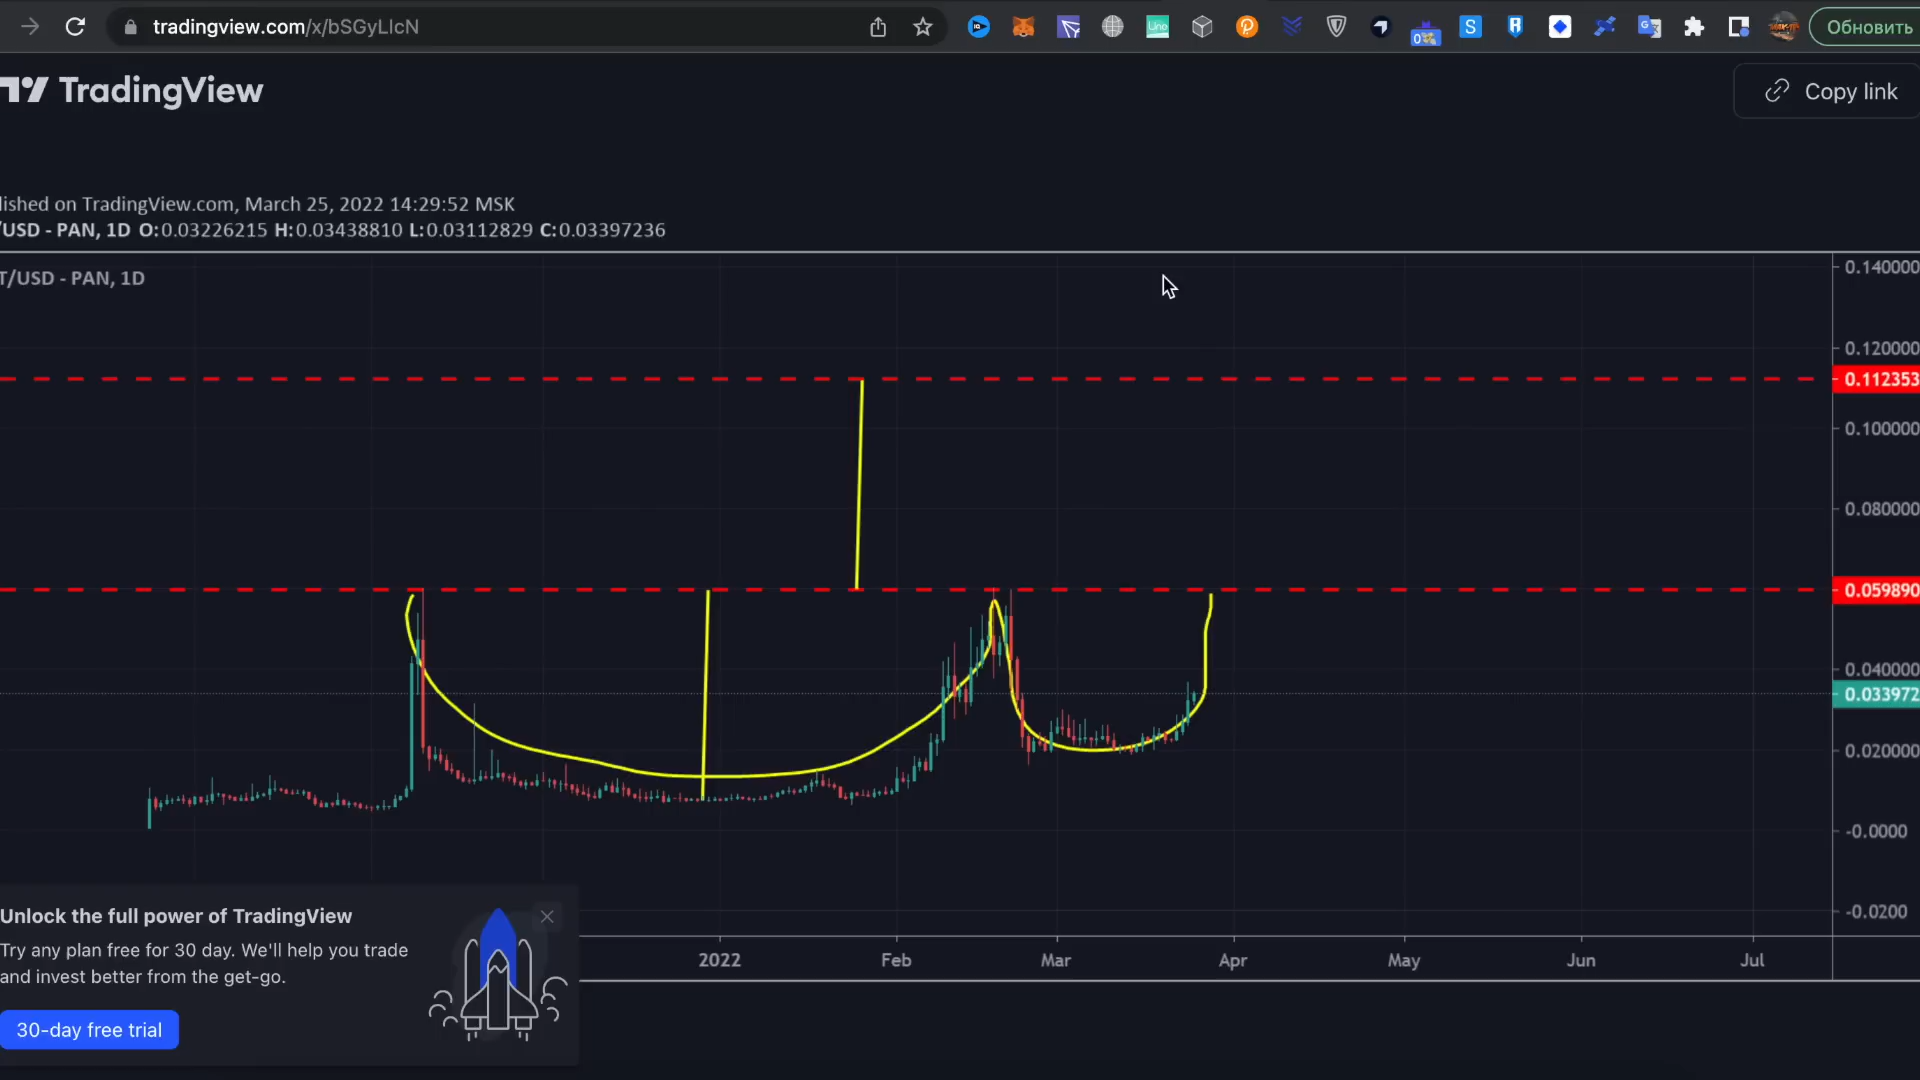 tradingview.com/x/bSGyLlcN
Обновить
TradingView
Copy link
lished on TradingView.com, March 25, 2022 14:29:52 MSK
/USD - PAN, 1D O:0.03226215 H:0.03438810 L:0.03112829 C:0.03397236
T/USD - PAN, 1D
0.140000
0.120000
0.112353
0.100000
0.080000
0.059890
0.040000
0.033972
0.020000
-0.0000
-0.0200
2022 Feb Mar Apr May Jun Jul
Unlock the full power of TradingView
Try any plan free for 30 day. We'll help you trade
and invest better from the get-go.
30-day free trial